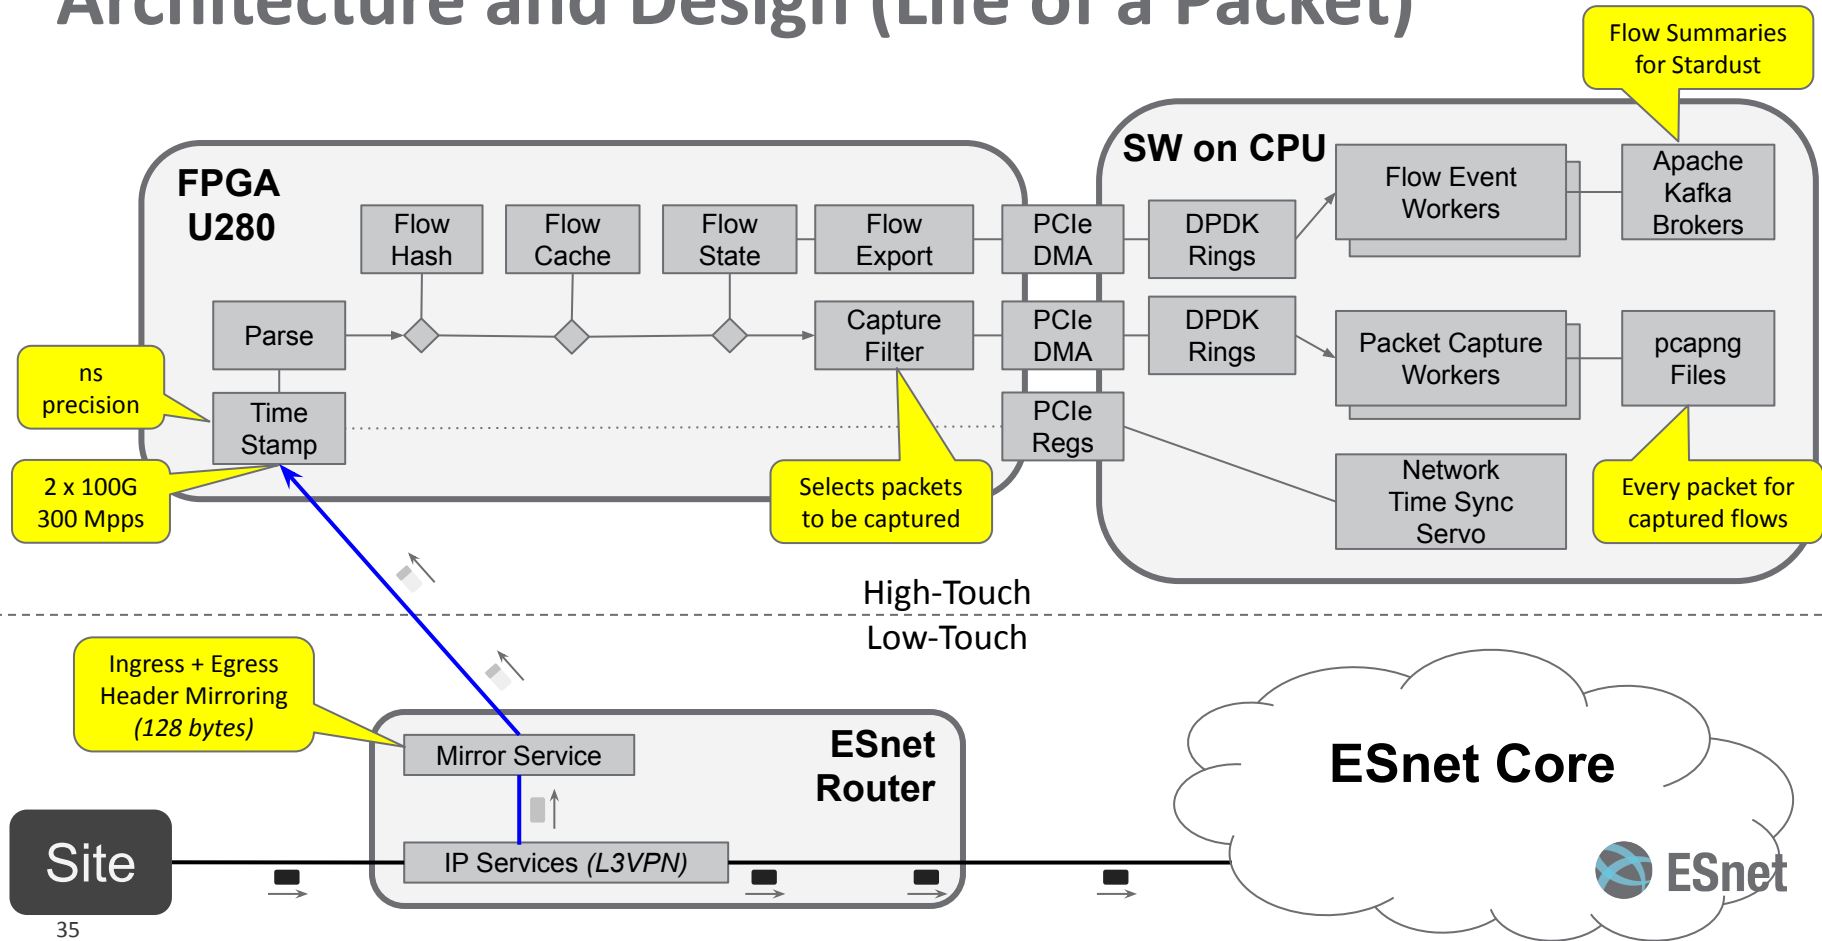 Architecture and Design (Life of a Packet)
Flow Summaries
for Stardust
FPGA
U280
Flow
Hash
Flow
Cache
Flow
State
Flow
Export
PCIe
DMA
SW on CPU
DPDK
Rings
Flow Event
Workers
Apache
Kafka
Brokers
Parse
Capture
Filter
PCIe
DMA
DPDK
Rings
Packet Capture
Workers
pcapng
Files
ns
precision
Time
Stamp
PCIe
Regs
2 x 100G
300 Mpps
Selects packets
to be captured
Network
Time Sync
Servo
Every packet for
captured flows
High-Touch
Low-Touch
Ingress + Egress
Header Mirroring
(128 bytes)
Mirror Service
ESnet
Router
ESnet Core
Site
IP Services (L3VPN)
ESnet
35